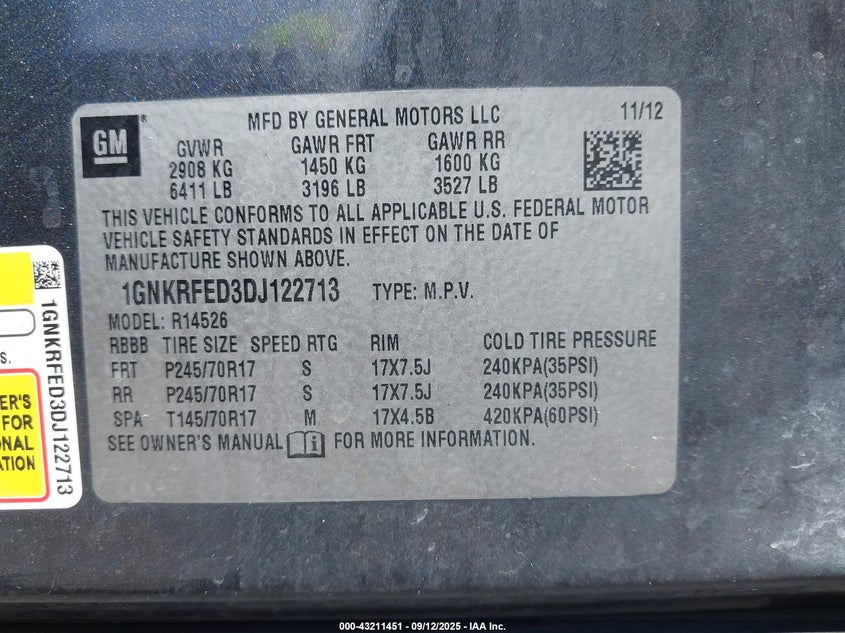 GM
®
MFD BY GENERAL MOTORS LLC
11/12
GVWR GAWR FRT GAWR RR
2908 KG 1450 KG 1600 KG
6411 LB 3196 LB 3527 LB
THIS VEHICLE CONFORMS TO ALL APPLICABLE U.S. FEDERAL MOTOR
VEHICLE SAFETY STANDARDS IN EFFECT ON THE DATE OF
MANUFACTURE SHOWN ABOVE.
1GNKRFED3DJ122713 TYPE: M.P.V.
MODEL: R14526
RBBB TIRE SIZE SPEED RTG RIM COLD TIRE PRESSURE
FRT P245/70R17 S 17X7.5J 240KPA(35PSI)
RR P245/70R17 S 17X7.5J 240KPA(35PSI)
SPA T145/70R17 M 17X4.5B 420KPA(60PSI)
SEE OWNER'S MANUAL i FOR MORE INFORMATION.
1GNKRFED3DJ122713
S.
ER'S
FOR
NAL
ATION
000-43211451 - 09/12/2025 - IAA Inc.